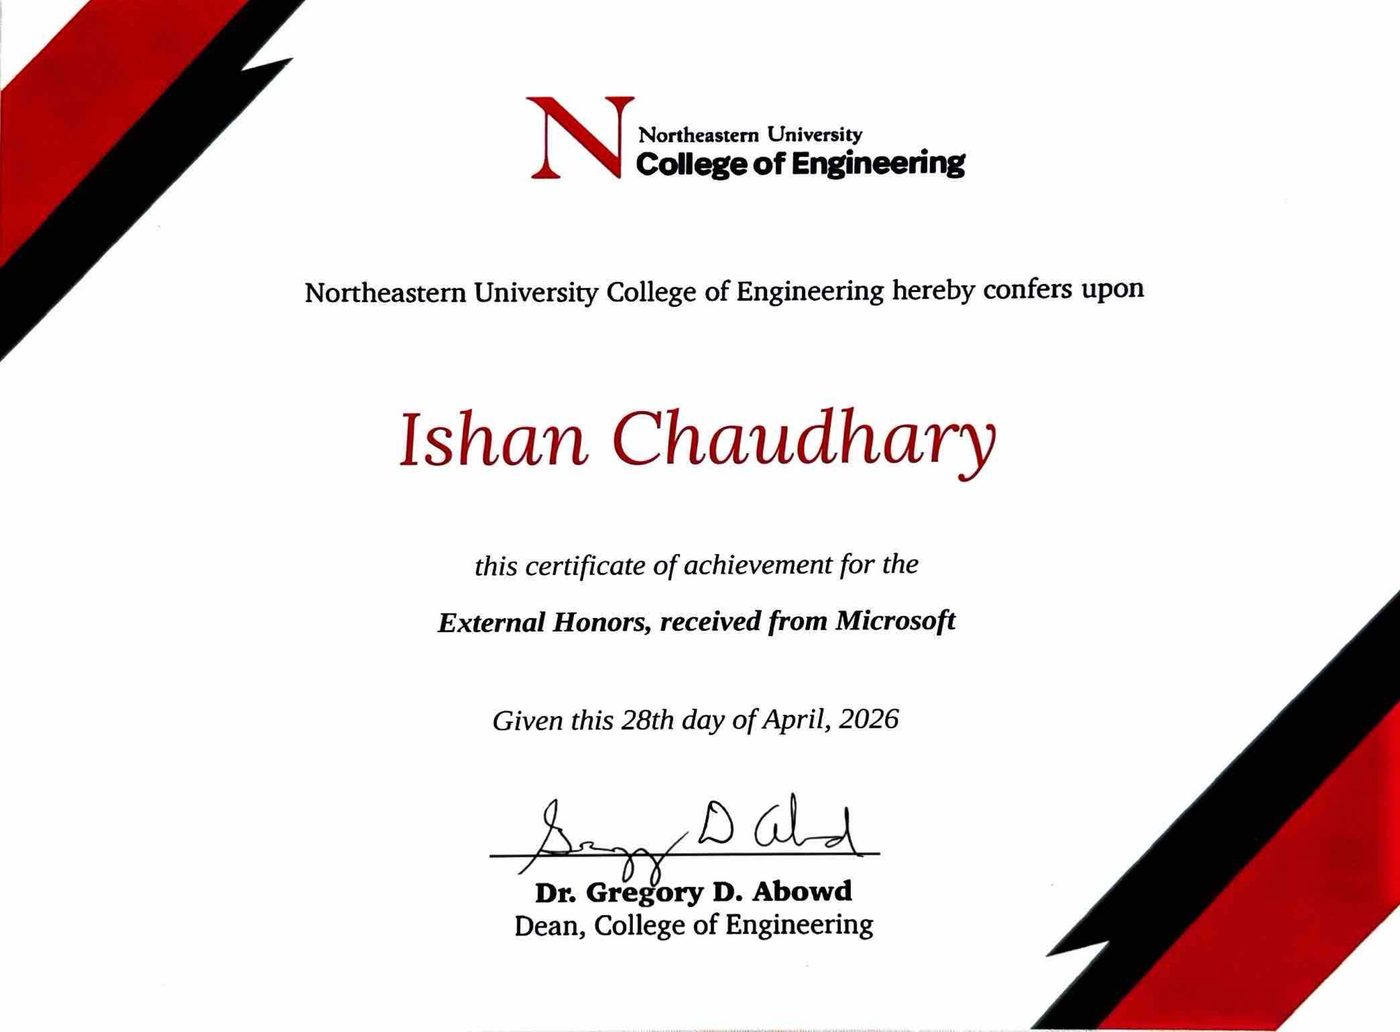 N Northeastern University
College of Engineering
Northeastern University College of Engineering hereby confers upon
Ishan Chaudhary
this certificate of achievement for the
External Honors, received from Microsoft
Given this 28th day of April, 2026
Gregory D Abowd
Dr. Gregory D. Abowd
Dean, College of Engineering